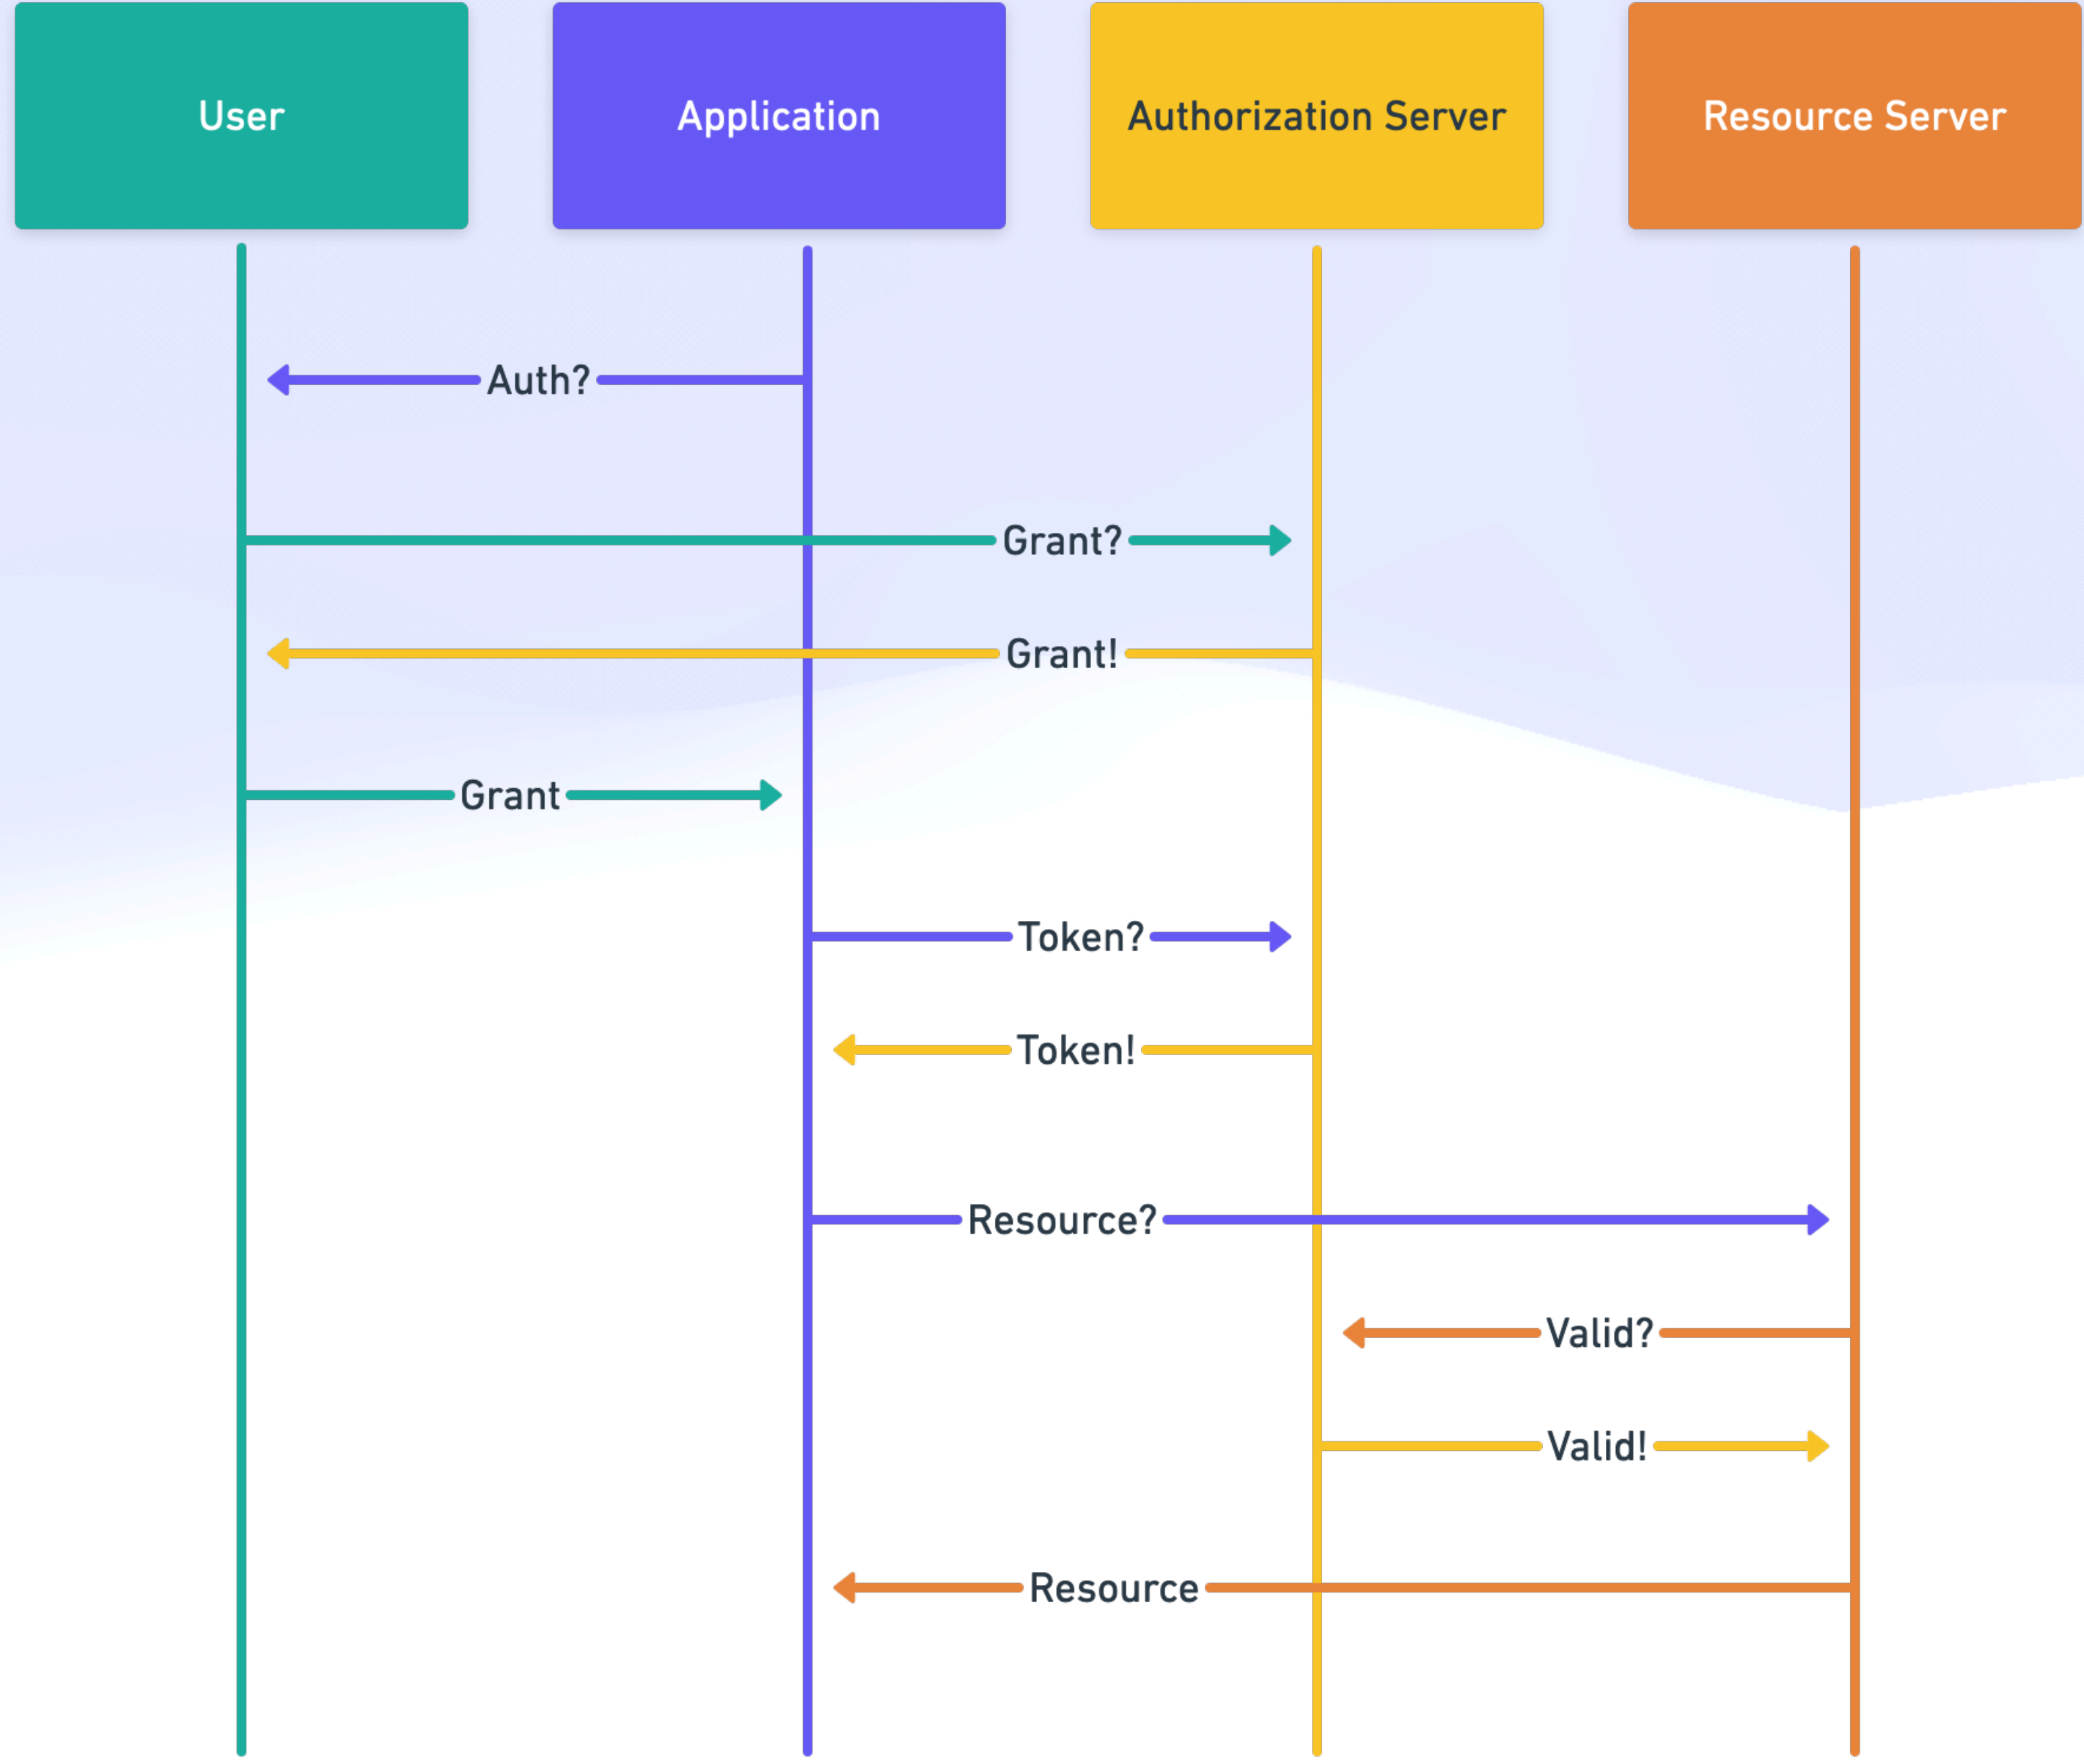 User
Application
Authorization Server
Resource Server
Auth?
Grant?
Grant!
Grant
Token?
Token!
Resource?
Valid?
Valid!
Resource